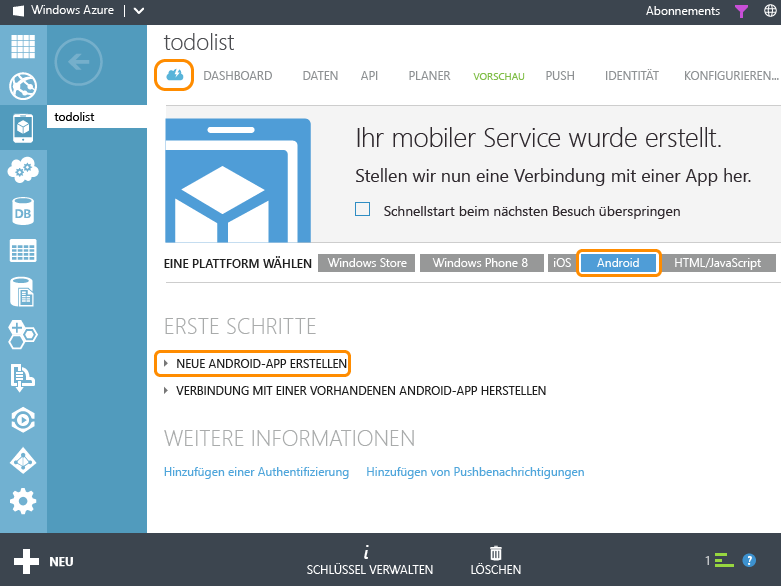 Windows Azure
Abonnements
todolist
todolist
DASHBOARD DATEN API PLANER VORSCHAU PUSH IDENTITÄT KONFIGURIEREN...
Ihr mobiler Service wurde erstellt.
Stellen wir nun eine Verbindung mit einer App her.
Schnellstart beim nächsten Besuch überspringen
EINE PLATTFORM WÄHLEN Windows Store Windows Phone 8 iOS Android HTML/JavaScript
ERSTE SCHRITTE
NEUE ANDROID-APP ERSTELLEN
VERBINDUNG MIT EINER VORHANDENEN ANDROID-APP HERSTELLEN
WEITERE INFORMATIONEN
Hinzufügen einer Authentifizierung Hinzufügen von Pushbenachrichtigungen
DB
NEU
SCHLÜSSEL VERWALTEN
LÖSCHEN
1
?